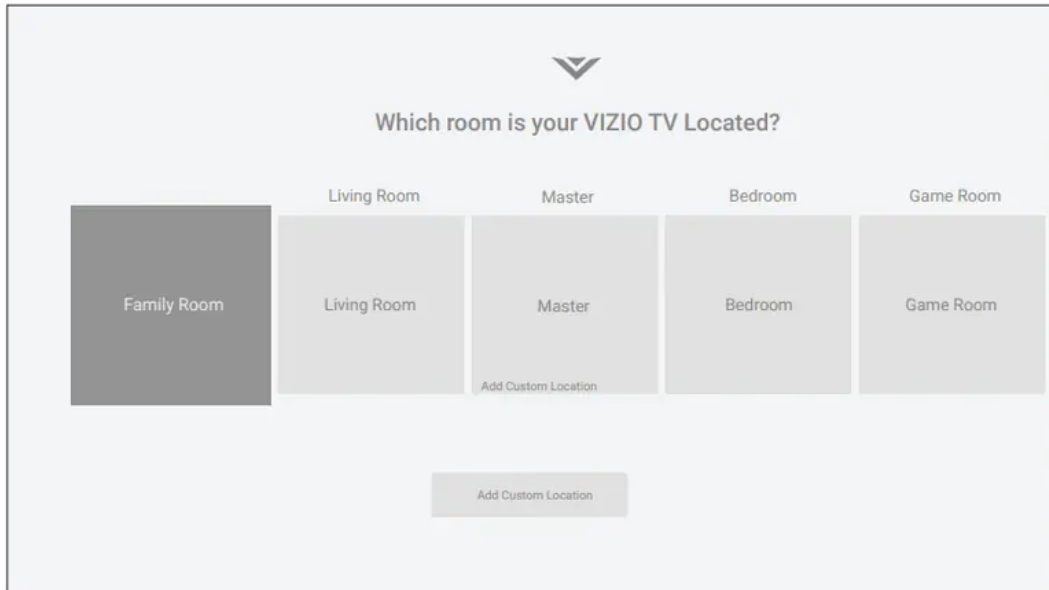 Which room is your VIZIO TV Located?
Living Room Master Bedroom Game Room
Family Room Living Room Master Bedroom Game Room
Add Custom Location
Add Custom Location